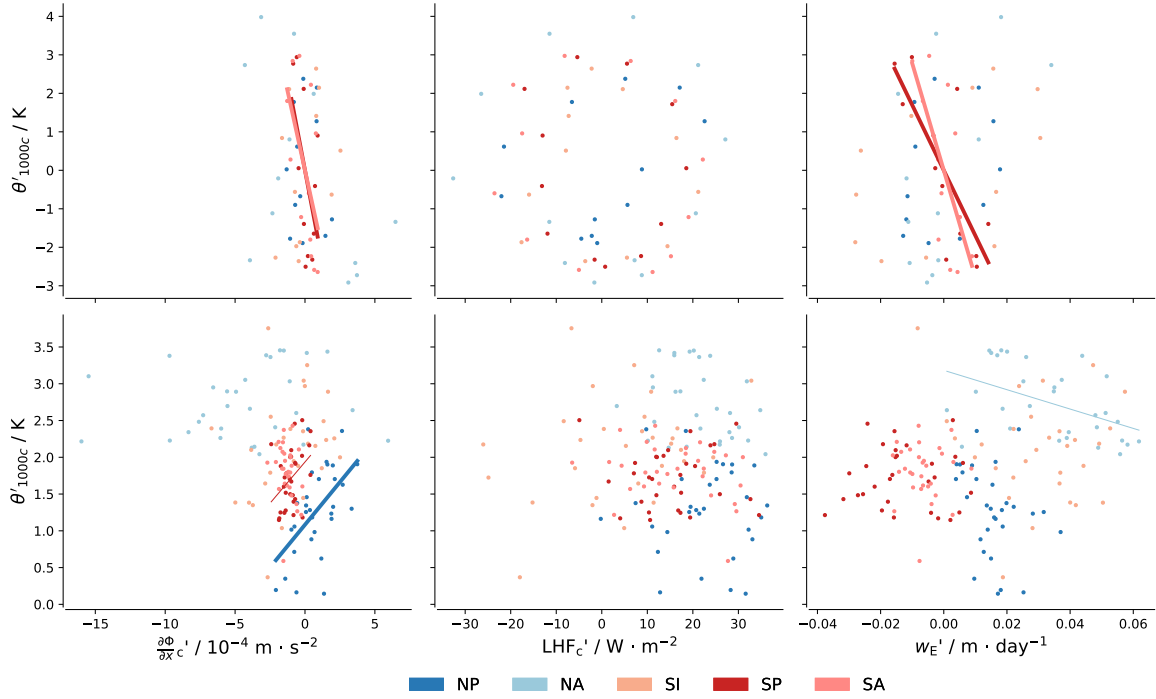 θ′1000c / K
4
3
2
1
0
−1
−2
−3
θ′1000c / K
3.5
3.0
2.5
2.0
1.5
1.0
0.5
0.0
−15 −10 −5 0 5
−30 −20 −10 0 10 20 30
−0.04 −0.02 0.00 0.02 0.04 0.06
∂Φ/∂x c' / 10⁻⁴ m · s⁻²
LHFc' / W · m⁻²
wE' / m · day⁻¹
NP NA SI SP SA